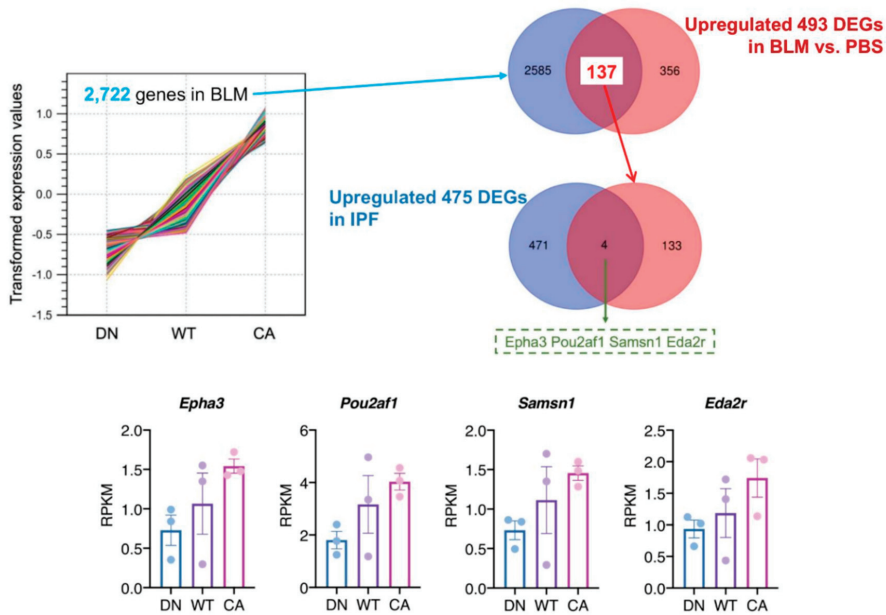 Upregulated 493 DEGs
in BLM vs. PBS
2585
137
356
2,722 genes in BLM
Transformed expression values
1.0
0.5
0.0
-0.5
-1.0
-1.5
DN WT CA
Upregulated 475 DEGs
in IPF
471
4
133
Epha3 Pou2af1 Samsn1 Eda2r
Epha3
RPKM
2.0
1.5
1.0
0.5
0.0
DN WT CA
Pou2af1
RPKM
6
4
2
0
DN WT CA
Samsn1
RPKM
2.0
1.5
1.0
0.5
0.0
DN WT CA
Eda2r
RPKM
2.5
2.0
1.5
1.0
0.5
0.0
DN WT CA